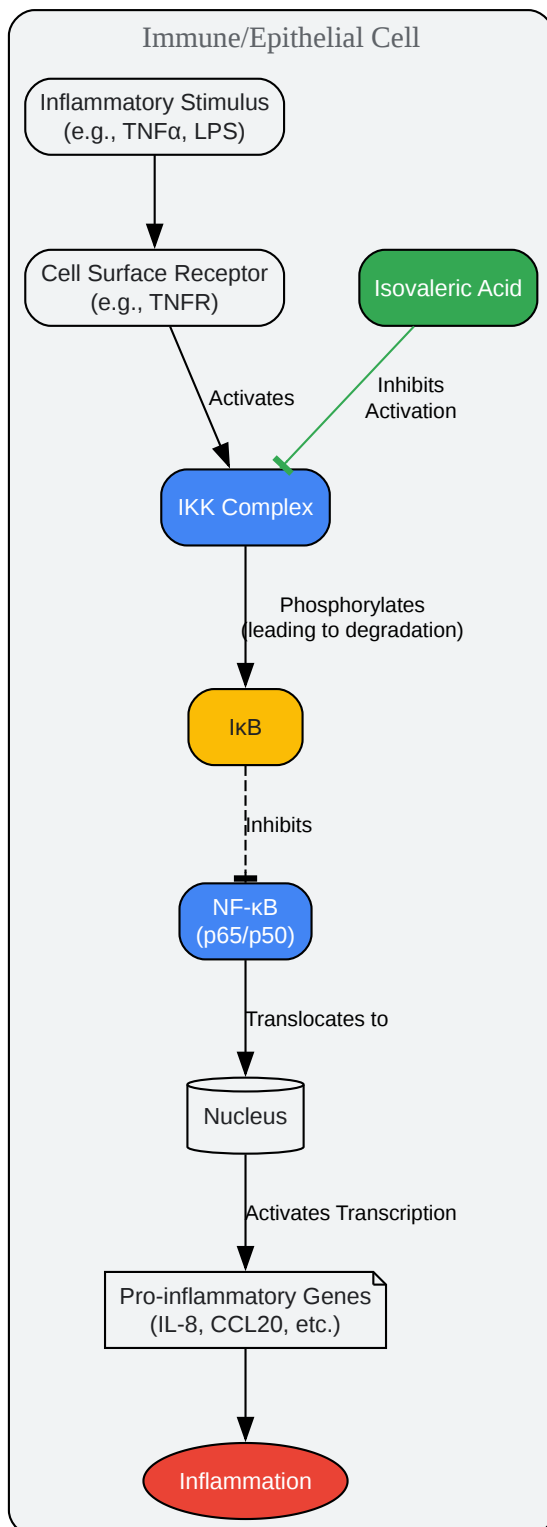 Immune/Epithelial Cell
Inflammatory Stimulus
(e.g., TNFα, LPS)
Cell Surface Receptor
(e.g., TNFR)
Isovaleric Acid
Activates
Inhibits
Activation
IKK Complex
Phosphorylates
(leading to degradation)
IκB
Inhibits
NF-κB
(p65/p50)
Translocates to
Nucleus
Activates Transcription
Pro-inflammatory Genes
(IL-8, CCL20, etc.)
Inflammation